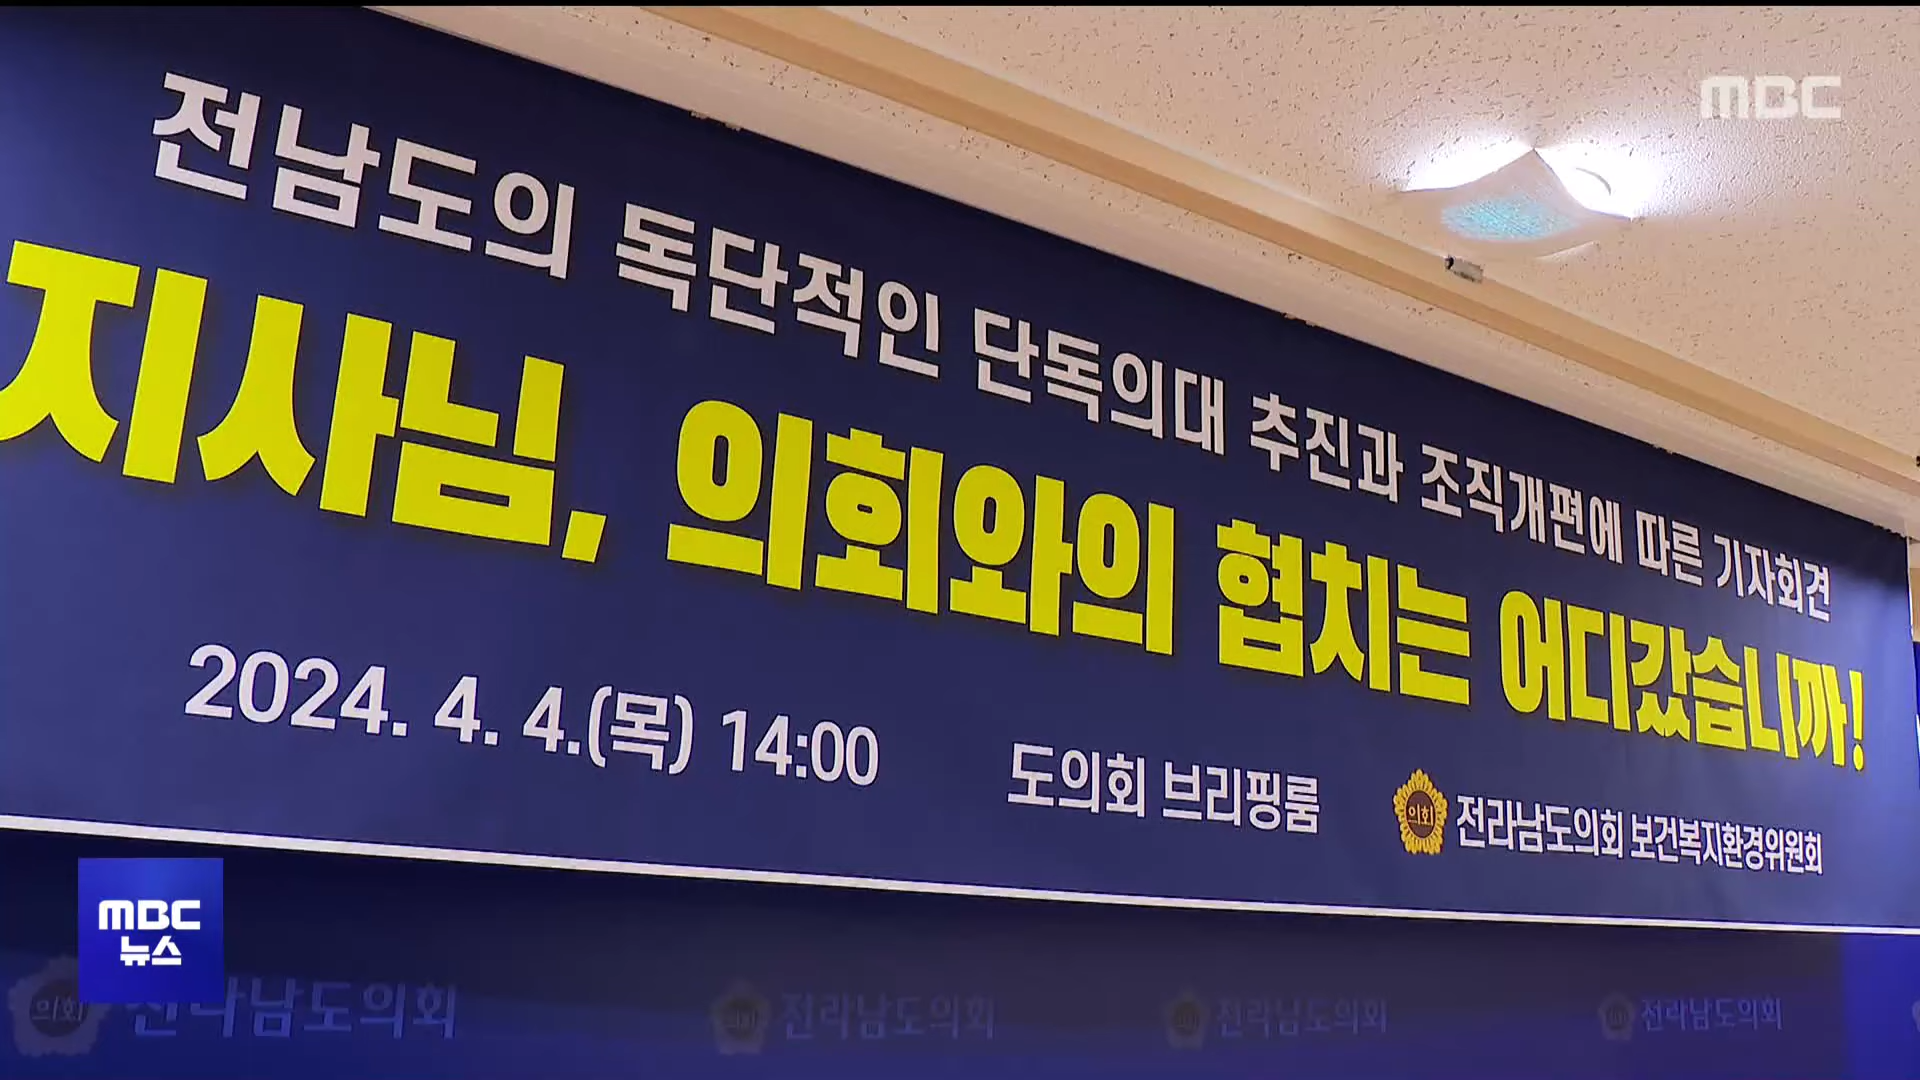 MBC
전남도의 독단적인 단독의대 추진과 조직개편에 따른 기자회견
지사님, 의회와의 협치는 어디갔습니까!
2024. 4. 4.(목) 14:00 도의회 브리핑룸 의회 전라남도의회 보건복지환경위원회
MBC
뉴스
의회 전라남도의회 의회 전라남도의회 전라남도의회 전라남도의회